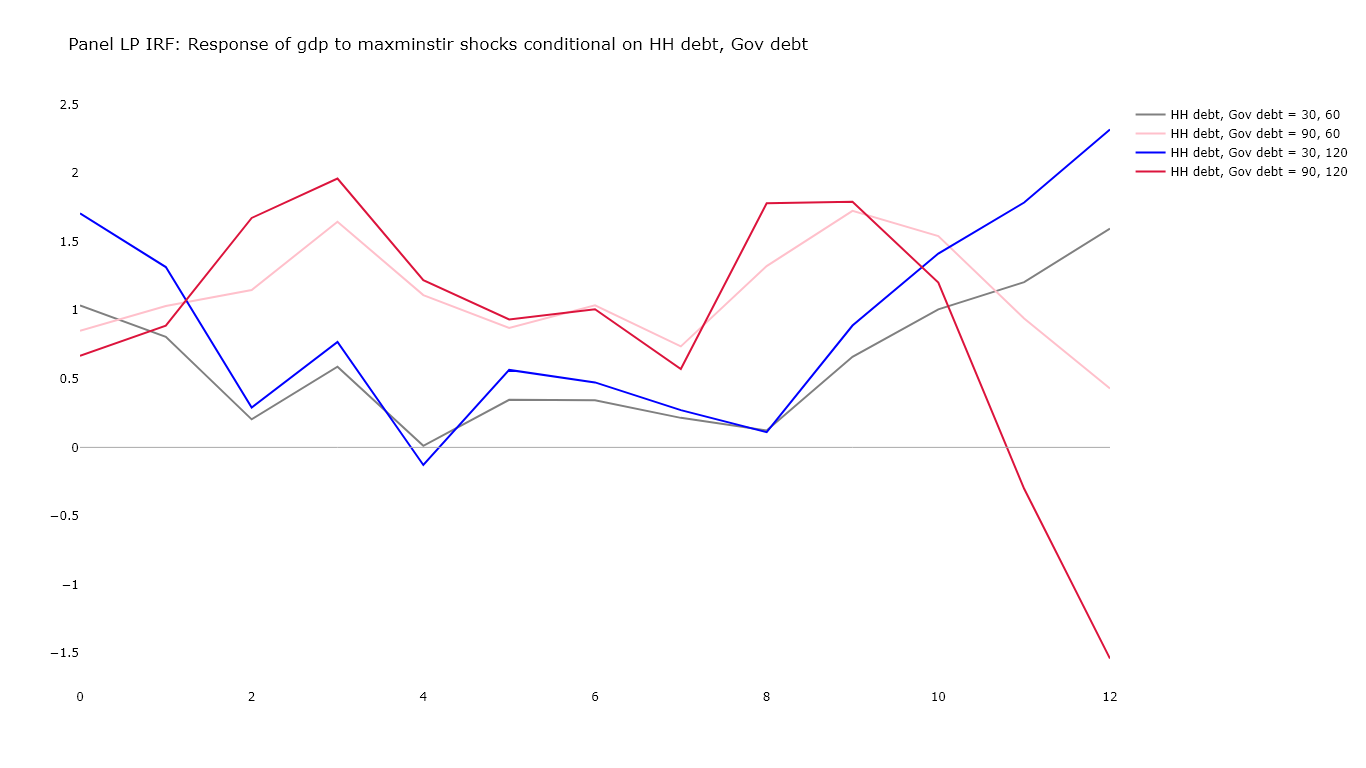 Panel LP IRF: Response of gdp to maxminstir shocks conditional on HH debt, Gov debt
2.5
2
1.5
1
0.5
0
−0.5
−1
−1.5
0 2 4 6 8 10 12
HH debt, Gov debt = 30, 60
HH debt, Gov debt = 90, 60
HH debt, Gov debt = 30, 120
HH debt, Gov debt = 90, 120